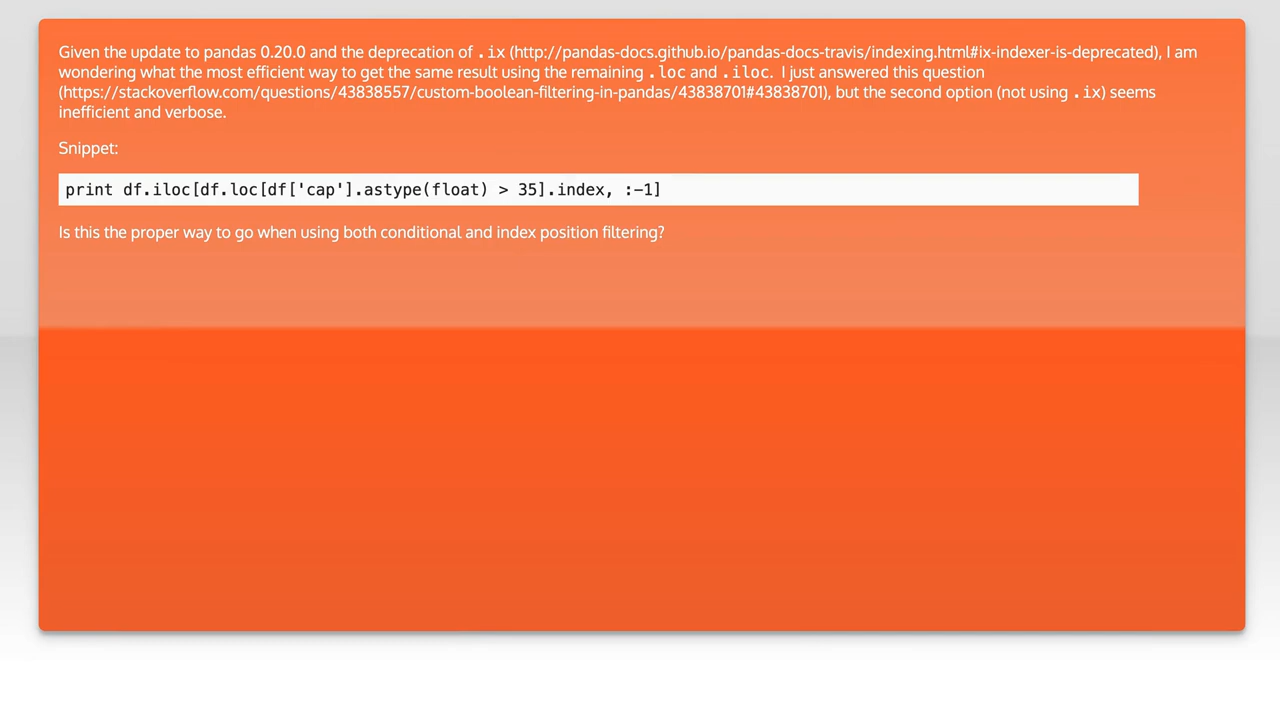 Given the update to pandas 0.20.0 and the deprecation of .ix (http://pandas-docs.github.io/pandas-docs-travis/indexing.html#ix-indexer-is-deprecated), I am
wondering what the most efficient way to get the same result using the remaining .loc and .iloc. I just answered this question
(https://stackoverflow.com/questions/43838557/custom-boolean-filtering-in-pandas/43838701#43838701), but the second option (not using .ix) seems
inefficient and verbose.
Snippet:
print df.iloc[df.loc[df['cap'].astype(float) > 35].index, :-1]
Is this the proper way to go when using both conditional and index position filtering?